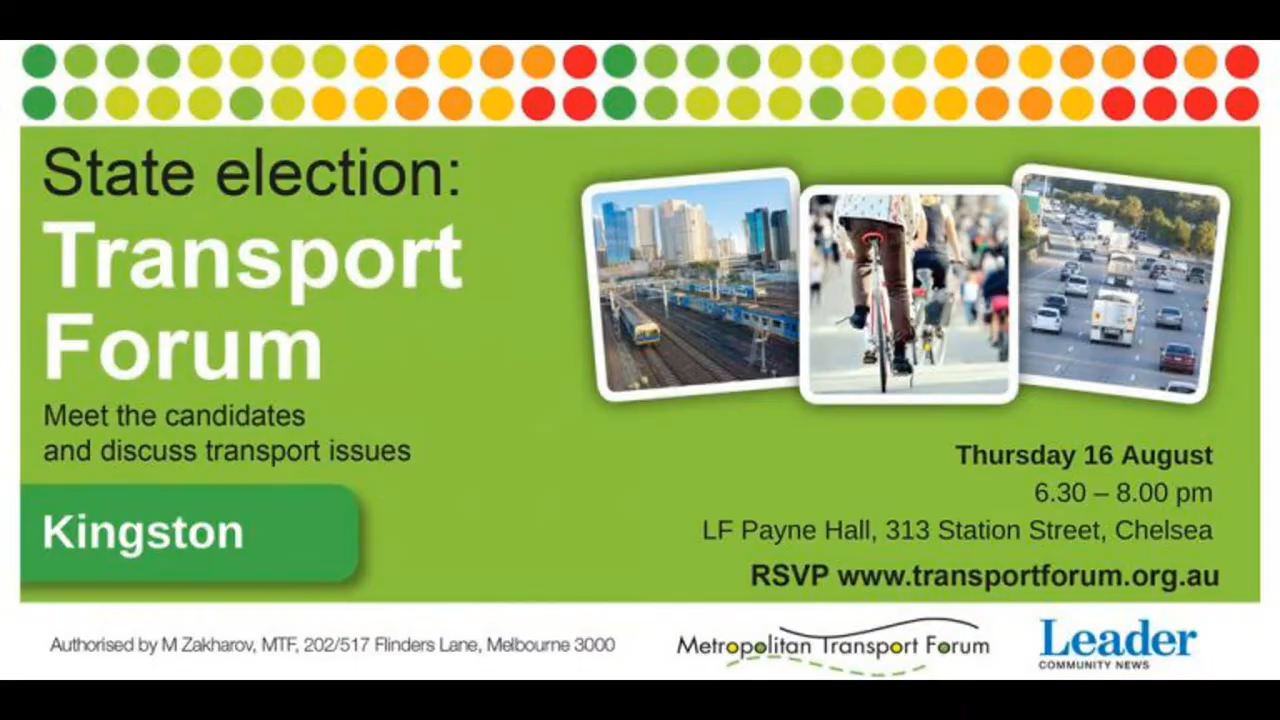 State election:
Transport
Forum
Meet the candidates
and discuss transport issues
Kingston
Thursday 16 August
6.30 – 8.00 pm
LF Payne Hall, 313 Station Street, Chelsea
RSVP www.transportforum.org.au
Authorised by M Zakharov, MTF, 202/517 Flinders Lane, Melbourne 3000
Metropolitan Transport Forum
Leader
COMMUNITY NEWS